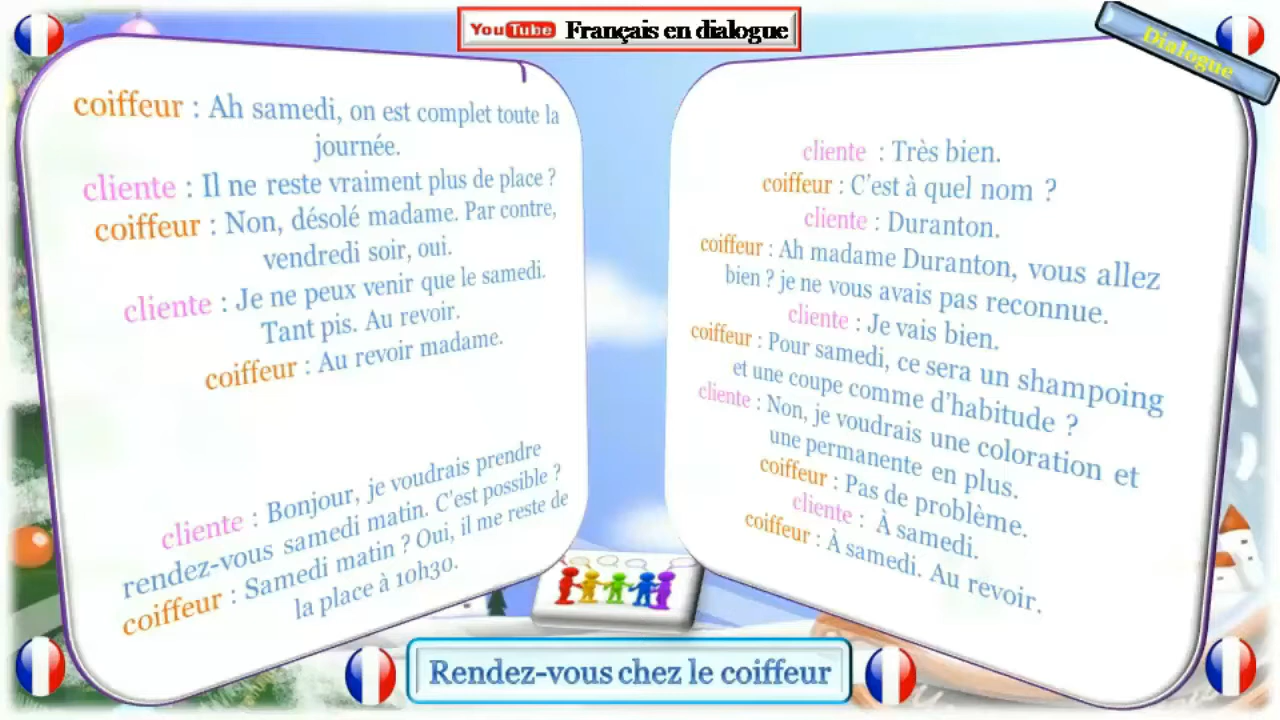 YouTube Français en dialogue
Dialogue
coiffeur : Ah samedi, on est complet toute la
journée.
cliente : Il ne reste vraiment plus de place ?
coiffeur : Non, désolé madame. Par contre,
vendredi soir, oui.
cliente : Je ne peux venir que le samedi.
Tant pis. Au revoir.
coiffeur : Au revoir madame.
cliente : Bonjour, je voudrais prendre
rendez-vous samedi matin. C'est possible ?
coiffeur : Samedi matin ? Oui, il me reste de
la place à 10h30.
cliente : Très bien.
coiffeur : C'est à quel nom ?
cliente : Duranton.
coiffeur : Ah madame Duranton, vous allez
bien ? je ne vous avais pas reconnue.
cliente : Je vais bien.
coiffeur : Pour samedi, ce sera un shampoing
et une coupe comme d'habitude ?
cliente : Non, je voudrais une coloration et
une permanente en plus.
coiffeur : Pas de problème.
cliente : À samedi.
coiffeur : À samedi. Au revoir.
Rendez-vous chez le coiffeur